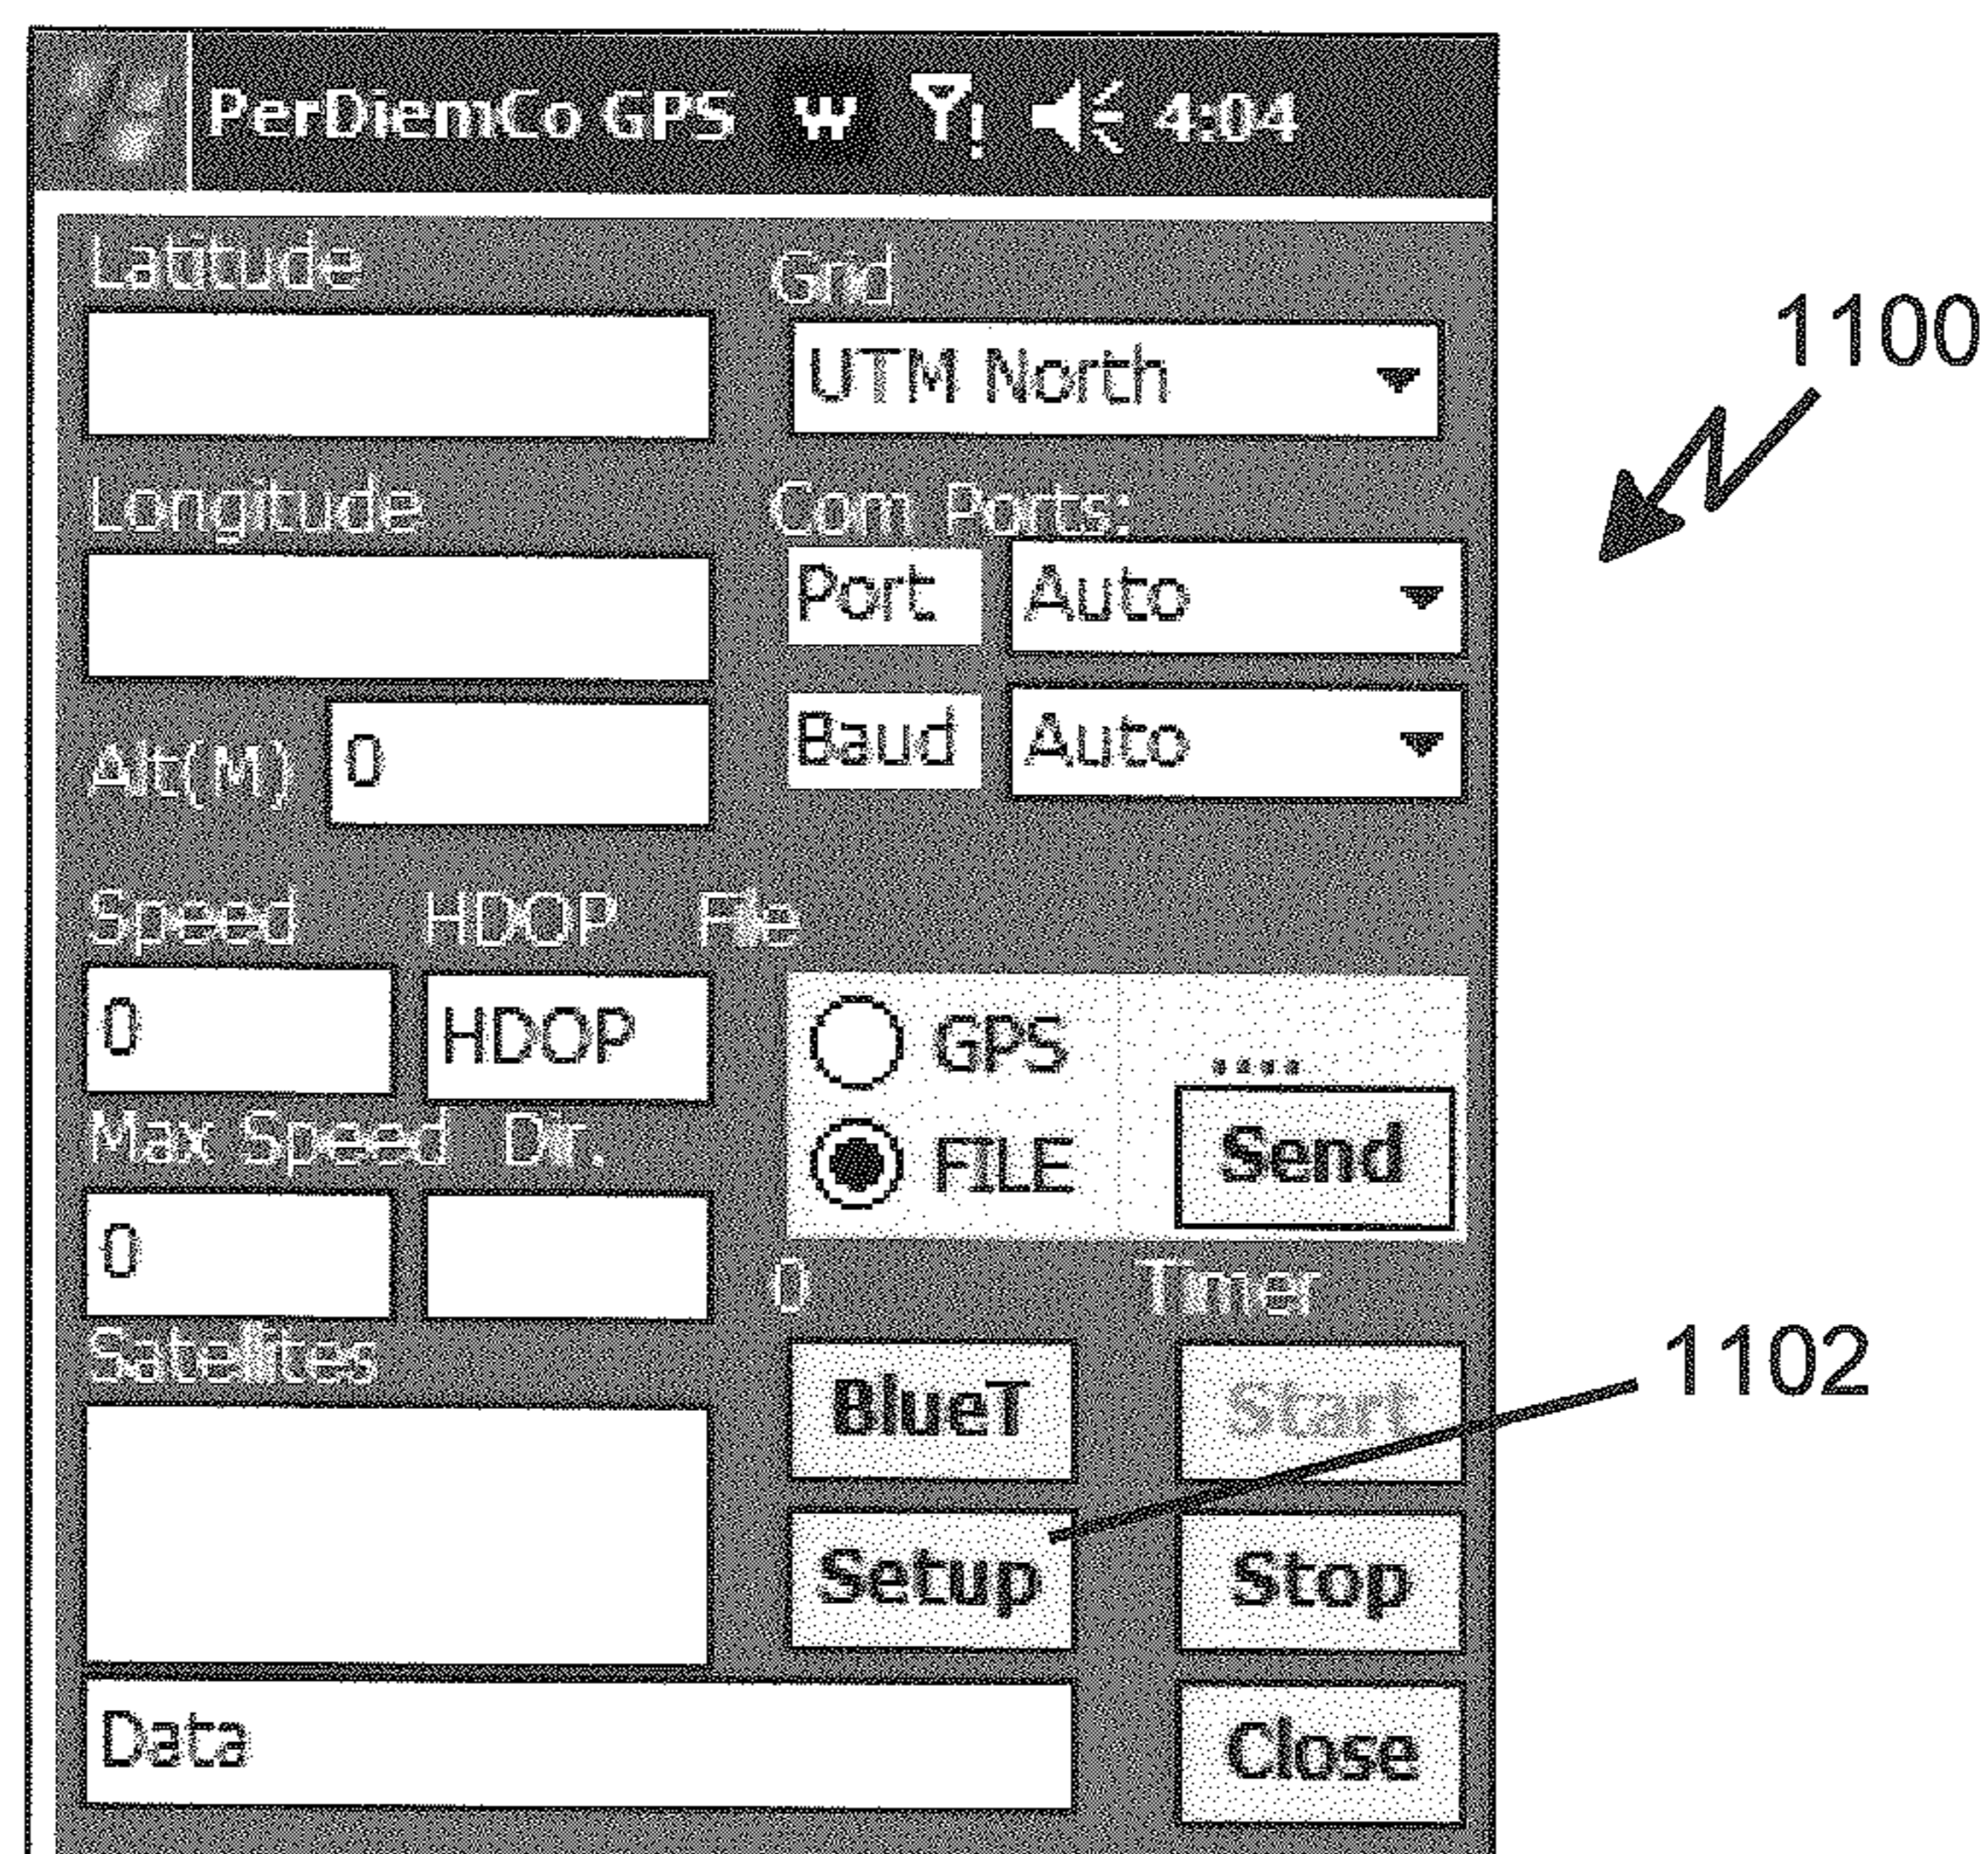 PerDiemCo GPS 4:04
Latitude
Grid
UTM North
1100
Longitude
Com Ports:
Port Auto
Alt(M) 0
Baud Auto
Speed HDOP File
0 HDOP
GPS
....
FILE
Send
Max Speed Dir.
0
0 Timer
Satellites
BlueT Start
1102
Setup Stop
Data
Close